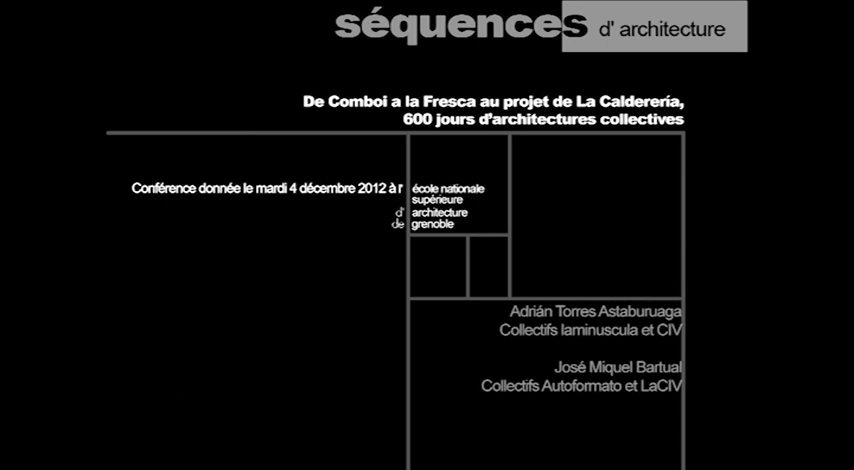 séquences d' architecture
De Comboi a la Fresca au projet de La Calderería,
600 jours d'architectures collectives
Conférence donnée le mardi 4 décembre 2012 à l' école nationale
supérieure
d' architecture
de grenoble
Adrián Torres Astaburuaga
Collectifs laminuscula et CIV
José Miquel Bartual
Collectifs Autoformato et LaCIV